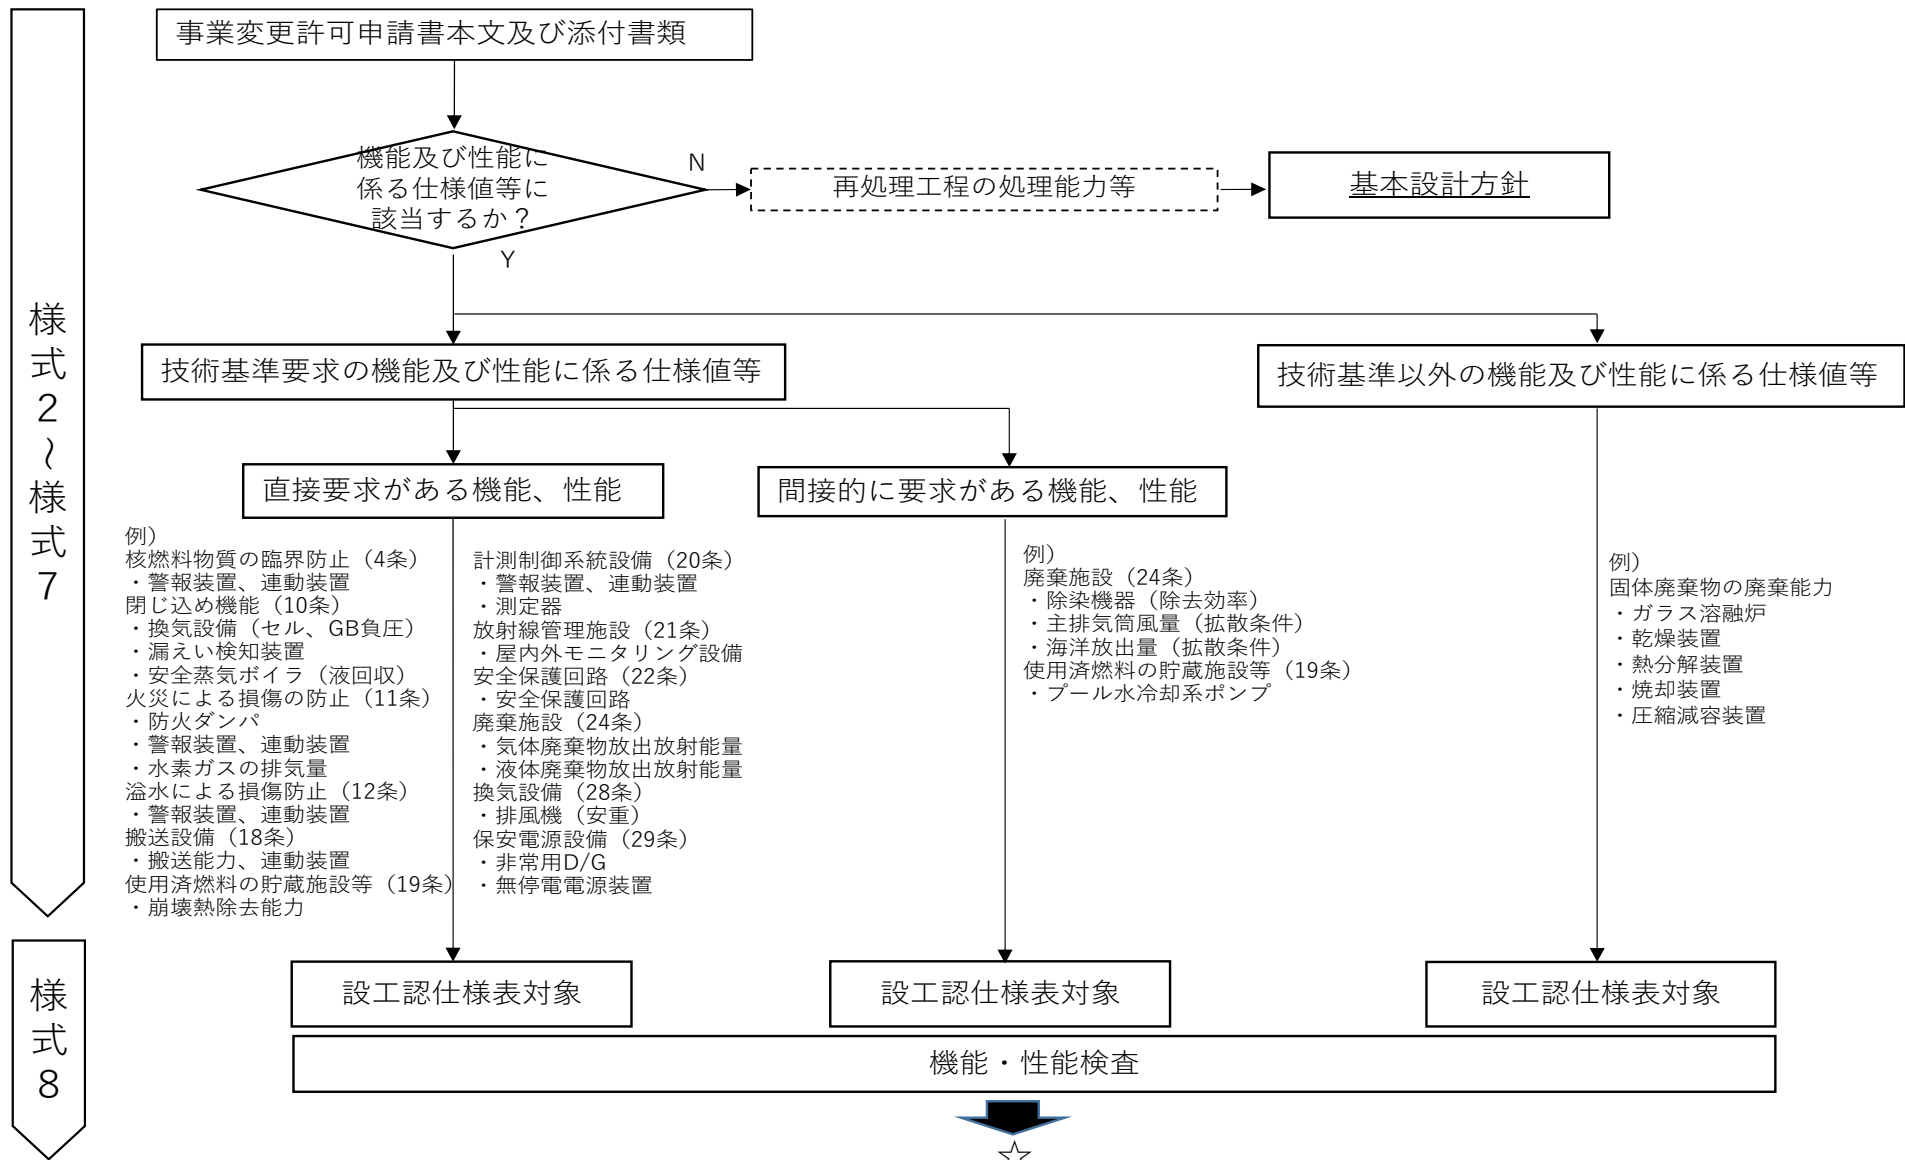 事業変更許可申請書本文及び添付書類
機能及び性能に
係る仕様値等に
該当するか？
N
再処理工程の処理能力等
基本設計方針
Y
様式2～様式7
技術基準要求の機能及び性能に係る仕様値等
技術基準以外の機能及び性能に係る仕様値等
直接要求がある機能、性能
間接的に要求がある機能、性能
例）
核燃料物質の臨界防止（4条）
・警報装置、連動装置
閉じ込め機能（10条）
・換気設備（セル、GB負圧）
・漏えい検知装置
・安全蒸気ボイラ（液回収）
火災による損傷の防止（11条）
・防火ダンパ
・警報装置、連動装置
・水素ガスの排気量
溢水による損傷防止（12条）
・警報装置、連動装置
搬送設備（18条）
・搬送能力、連動装置
使用済燃料の貯蔵施設等（19条）
・崩壊熱除去能力
計測制御系統設備（20条）
・警報装置、連動装置
・測定器
放射線管理施設（21条）
・屋内外モニタリング設備
安全保護回路（22条）
・安全保護回路
廃棄施設（24条）
・気体廃棄物放出放射能量
・液体廃棄物放出放射能量
換気設備（28条）
・排風機（安重）
保安電源設備（29条）
・非常用D/G
・無停電電源装置
例）
廃棄施設（24条）
・除染機器（除去効率）
・主排気筒風量（拡散条件）
・海洋放出量（拡散条件）
使用済燃料の貯蔵施設等（19条）
・プール水冷却系ポンプ
例）
固体廃棄物の廃棄能力
・ガラス溶融炉
・乾燥装置
・熱分解装置
・焼却装置
・圧縮減容装置
様式8
設工認仕様表対象
設工認仕様表対象
設工認仕様表対象
機能・性能検査
☆